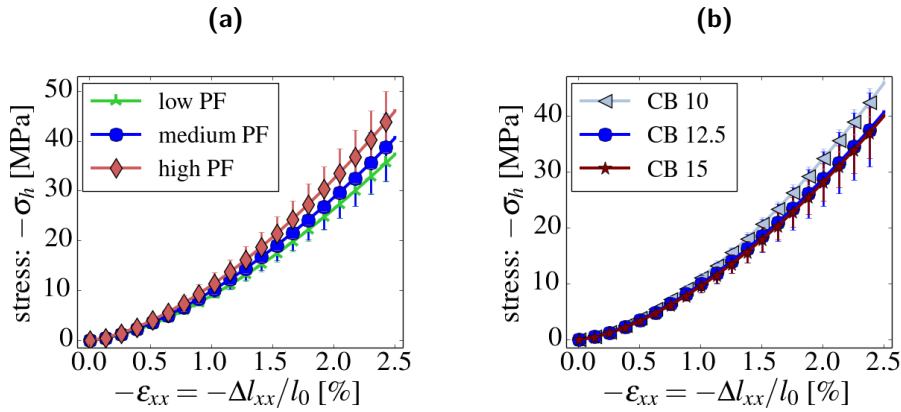 (a)
50
40
30
20
10
0
stress: −σh [MPa]
low PF
medium PF
high PF
0.0 0.5 1.0 1.5 2.0 2.5
−εxx = −Δlxx/l0 [%]
(b)
40
30
20
10
0
stress: −σh [MPa]
CB 10
CB 12.5
CB 15
0.0 0.5 1.0 1.5 2.0 2.5
−εxx = −Δlxx/l0 [%]